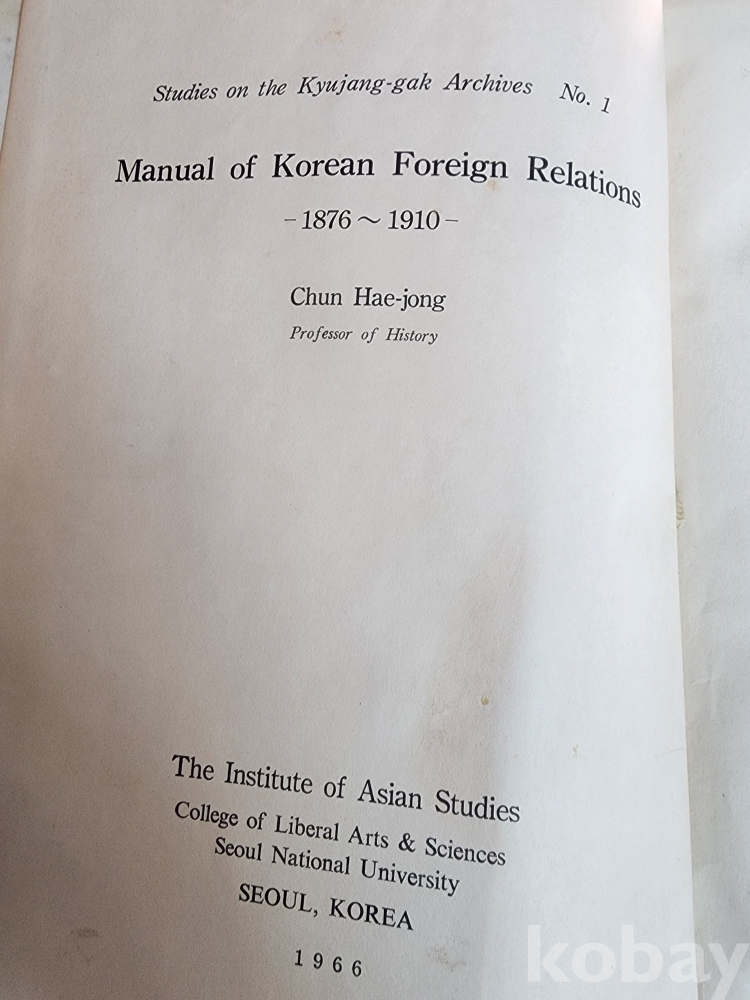 Studies on the Kyujang-gak Archives No. 1
Manual of Korean Foreign Relations
–1876～1910–
Chun Hae-jong
Professor of History
The Institute of Asian Studies
College of Liberal Arts & Sciences
Seoul National University
SEOUL, KOREA
1966
kobay